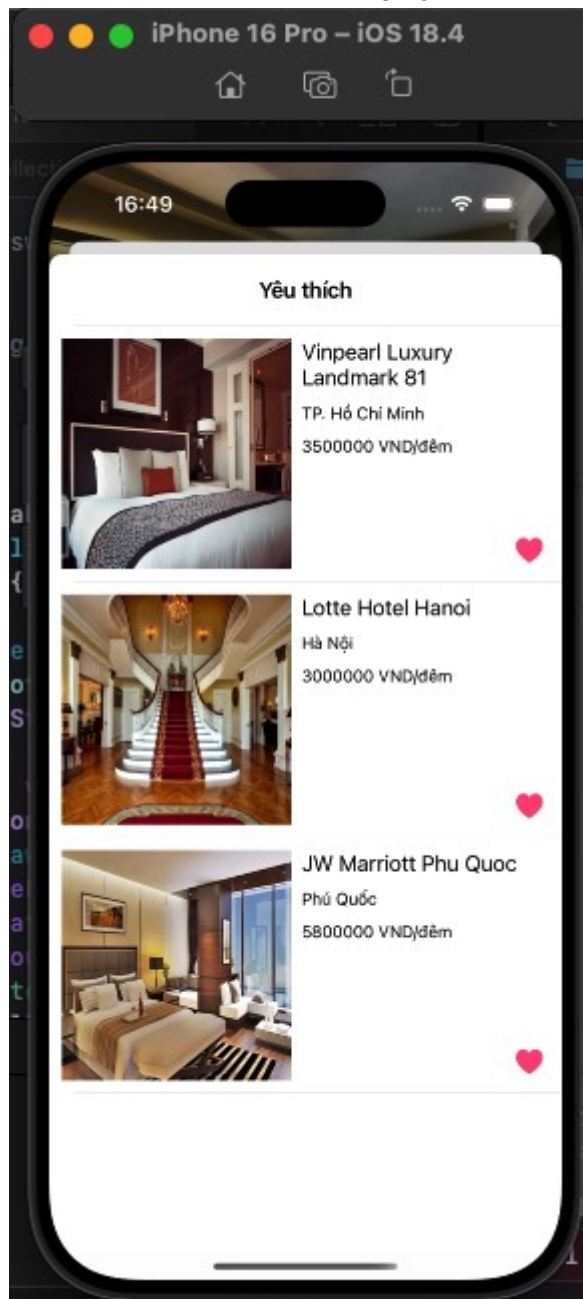 iPhone 16 Pro – iOS 18.4
16:49
Yêu thích
Vinpearl Luxury
Landmark 81
TP. Hồ Chí Minh
3500000 VND/đêm
Lotte Hotel Hanoi
Hà Nội
3000000 VND/đêm
JW Marriott Phu Quoc
Phú Quốc
5800000 VND/đêm